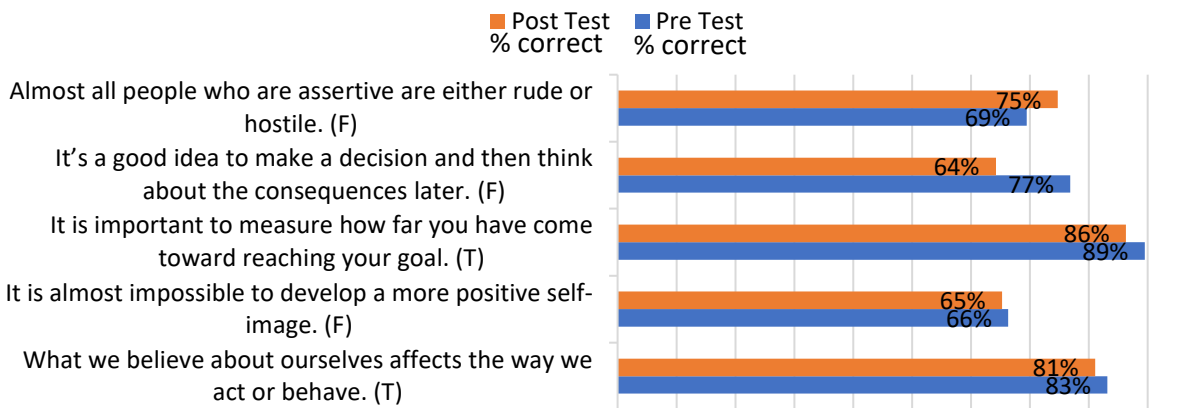 Post Test
% correct
Pre Test
% correct
Almost all people who are assertive are either rude or
hostile. (F)
75%
69%
It’s a good idea to make a decision and then think
about the consequences later. (F)
64%
77%
It is important to measure how far you have come
toward reaching your goal. (T)
86%
89%
It is almost impossible to develop a more positive self-
image. (F)
65%
66%
What we believe about ourselves affects the way we
act or behave. (T)
81%
83%